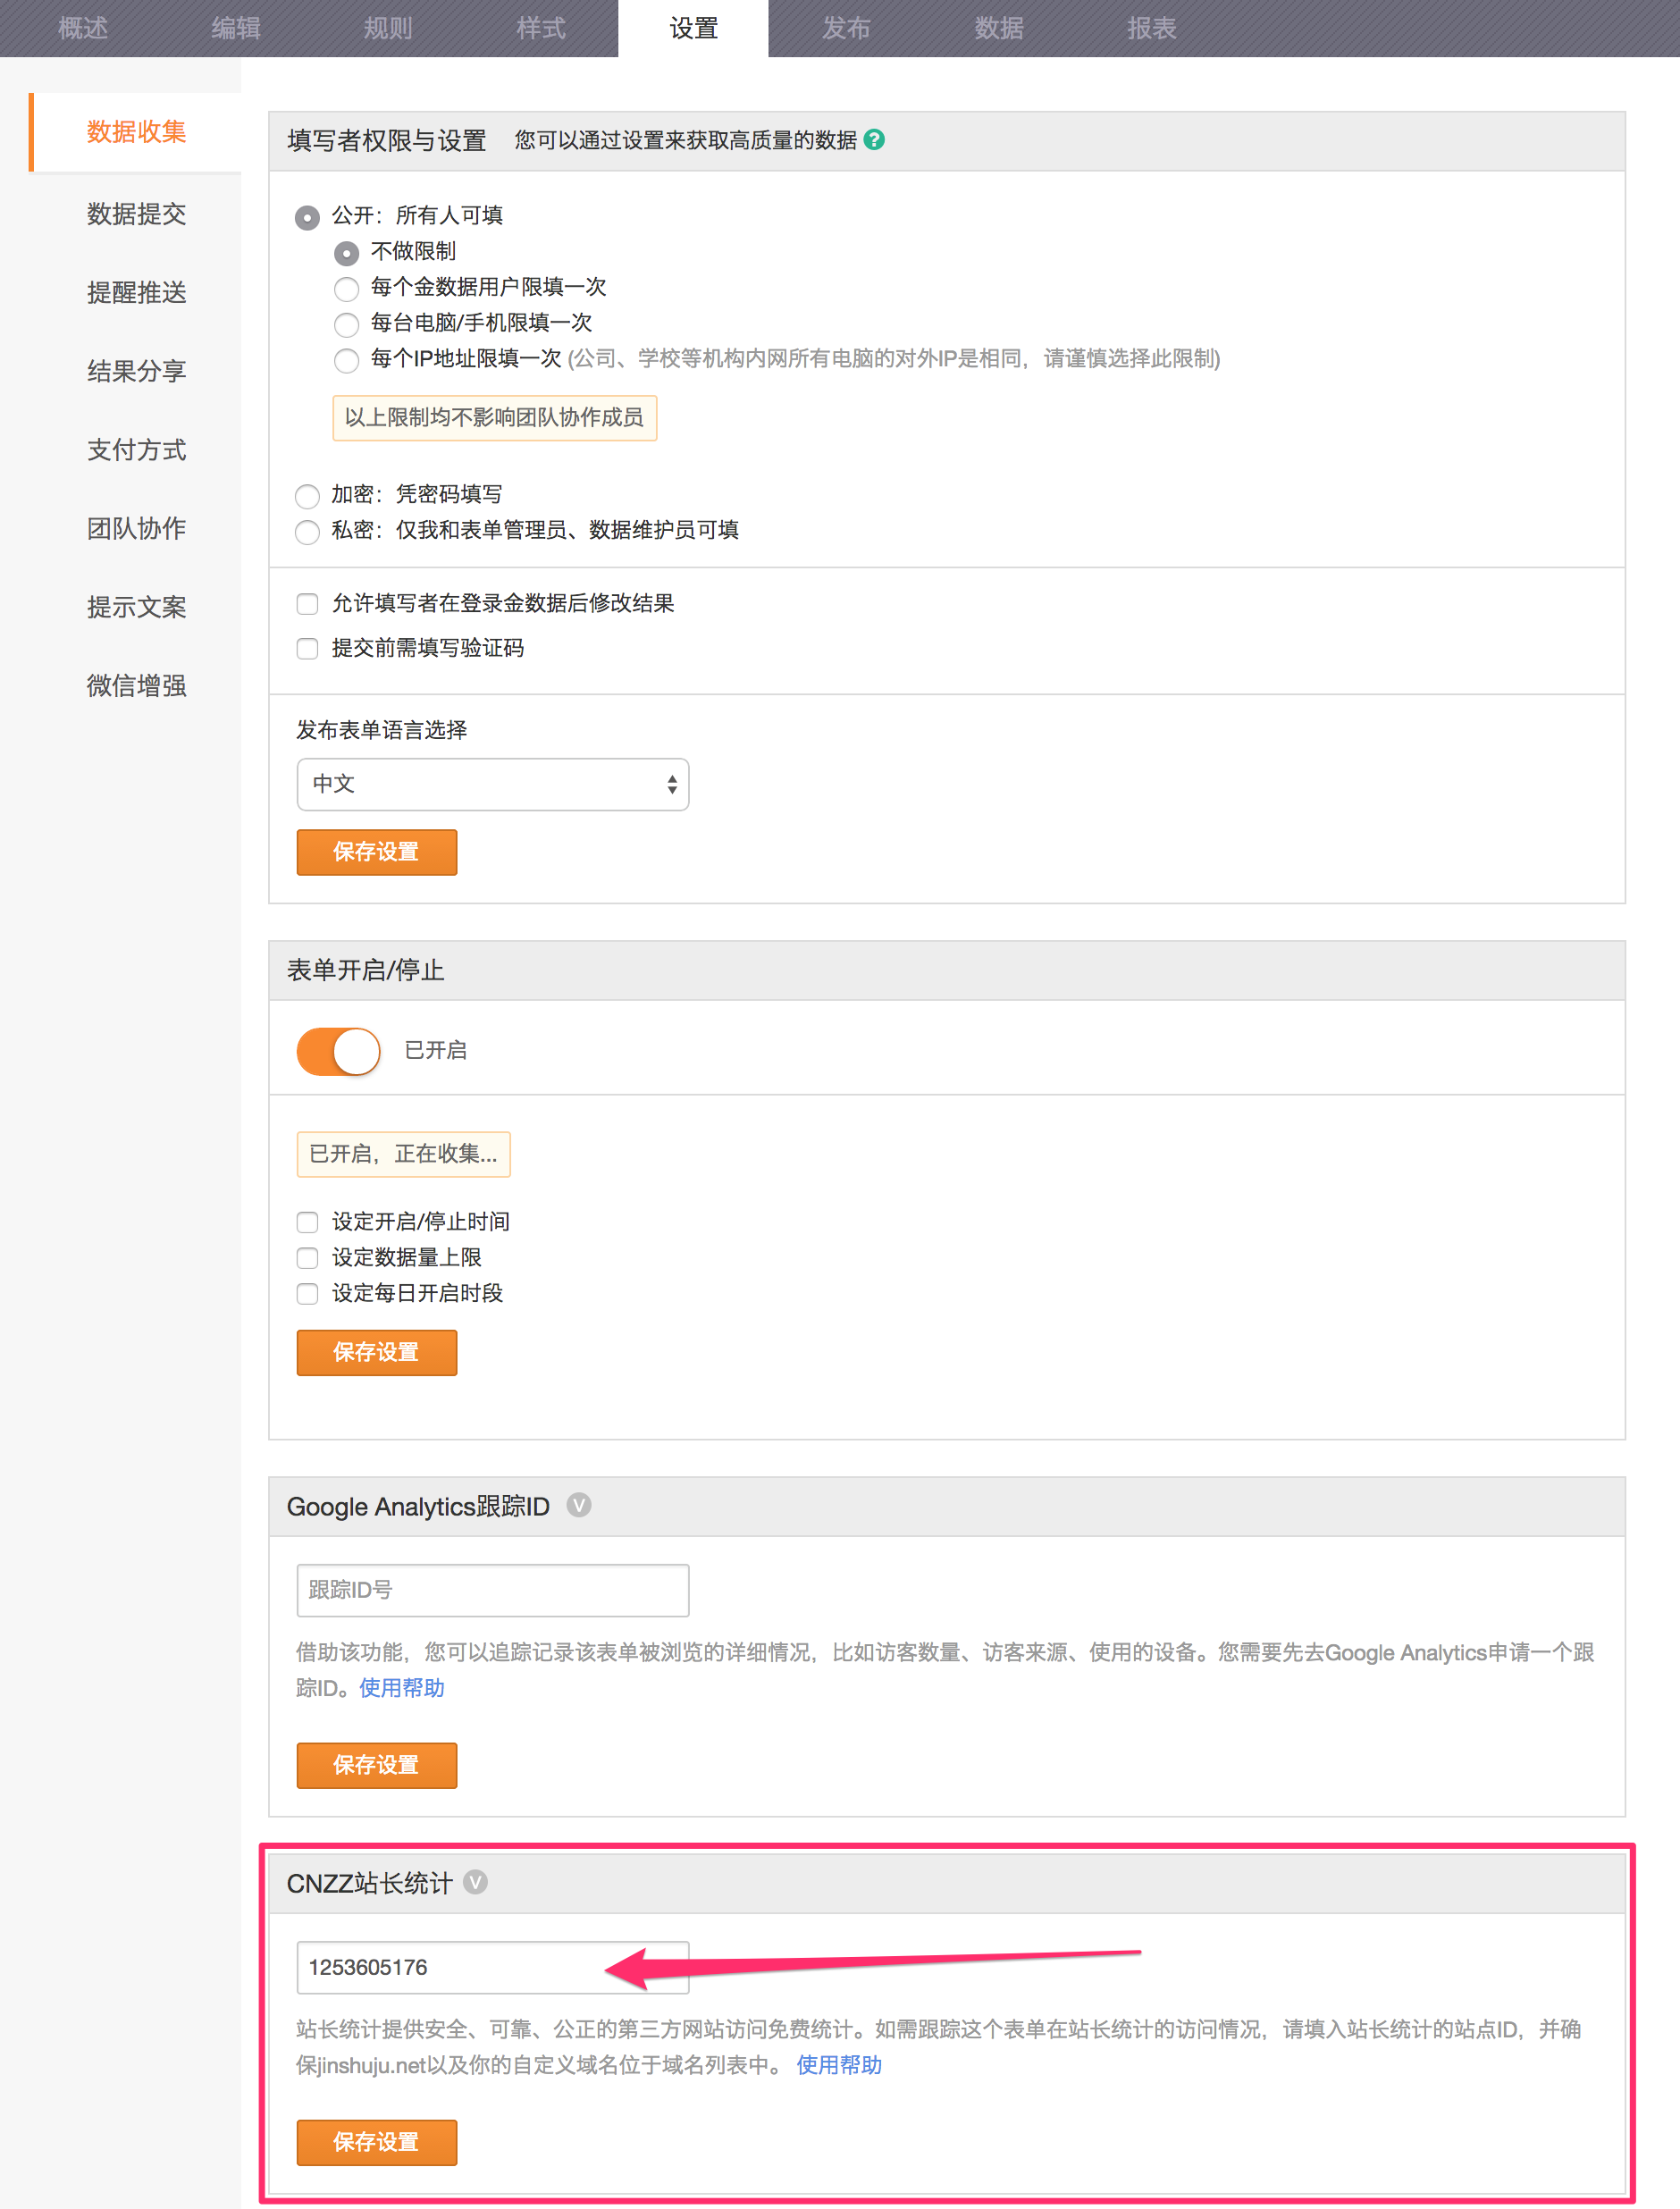 概述 编辑 规则 样式 设置 发布 数据 报表
数据收集
数据提交
提醒推送
结果分享
支付方式
团队协作
提示文案
微信增强
填写者权限与设置 您可以通过设置来获取高质量的数据 ?
公开：所有人可填
不做限制
每个金数据用户限填一次
每台电脑/手机限填一次
每个IP地址限填一次 (公司、学校等机构内网所有电脑的对外IP是相同，请谨慎选择此限制)
以上限制均不影响团队协作成员
加密：凭密码填写
私密：仅我和表单管理员、数据维护员可填
允许填写者在登录金数据后修改结果
提交前需填写验证码
发布表单语言选择
中文
保存设置
表单开启/停止
已开启
已开启，正在收集...
设定开启/停止时间
设定数据量上限
设定每日开启时段
保存设置
Google Analytics跟踪ID V
跟踪ID号
借助该功能，您可以追踪记录该表单被浏览的详细情况，比如访客数量、访客来源、使用的设备。您需要先去Google Analytics申请一个跟
踪ID。使用帮助
保存设置
CNZZ站长统计 V
1253605176
站长统计提供安全、可靠、公正的第三方网站访问免费统计。如需跟踪这个表单在站长统计的访问情况，请填入站长统计的站点ID，并确
保jinshuju.net以及你的自定义域名位于域名列表中。 使用帮助
保存设置